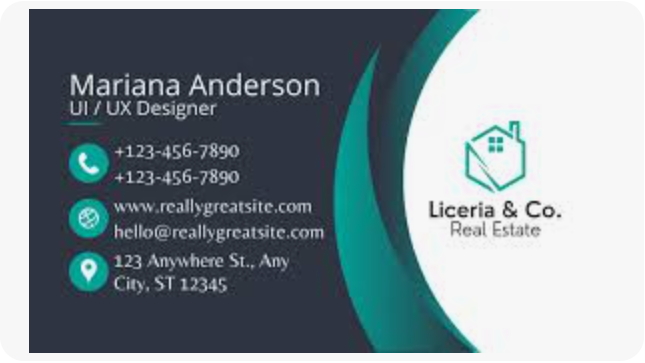 Mariana Anderson
UI / UX Designer
+123-456-7890
+123-456-7890
www.reallygreatsite.com
hello@reallygreatsite.com
123 Anywhere St., Any
City, ST 12345
Liceria & Co.
Real Estate